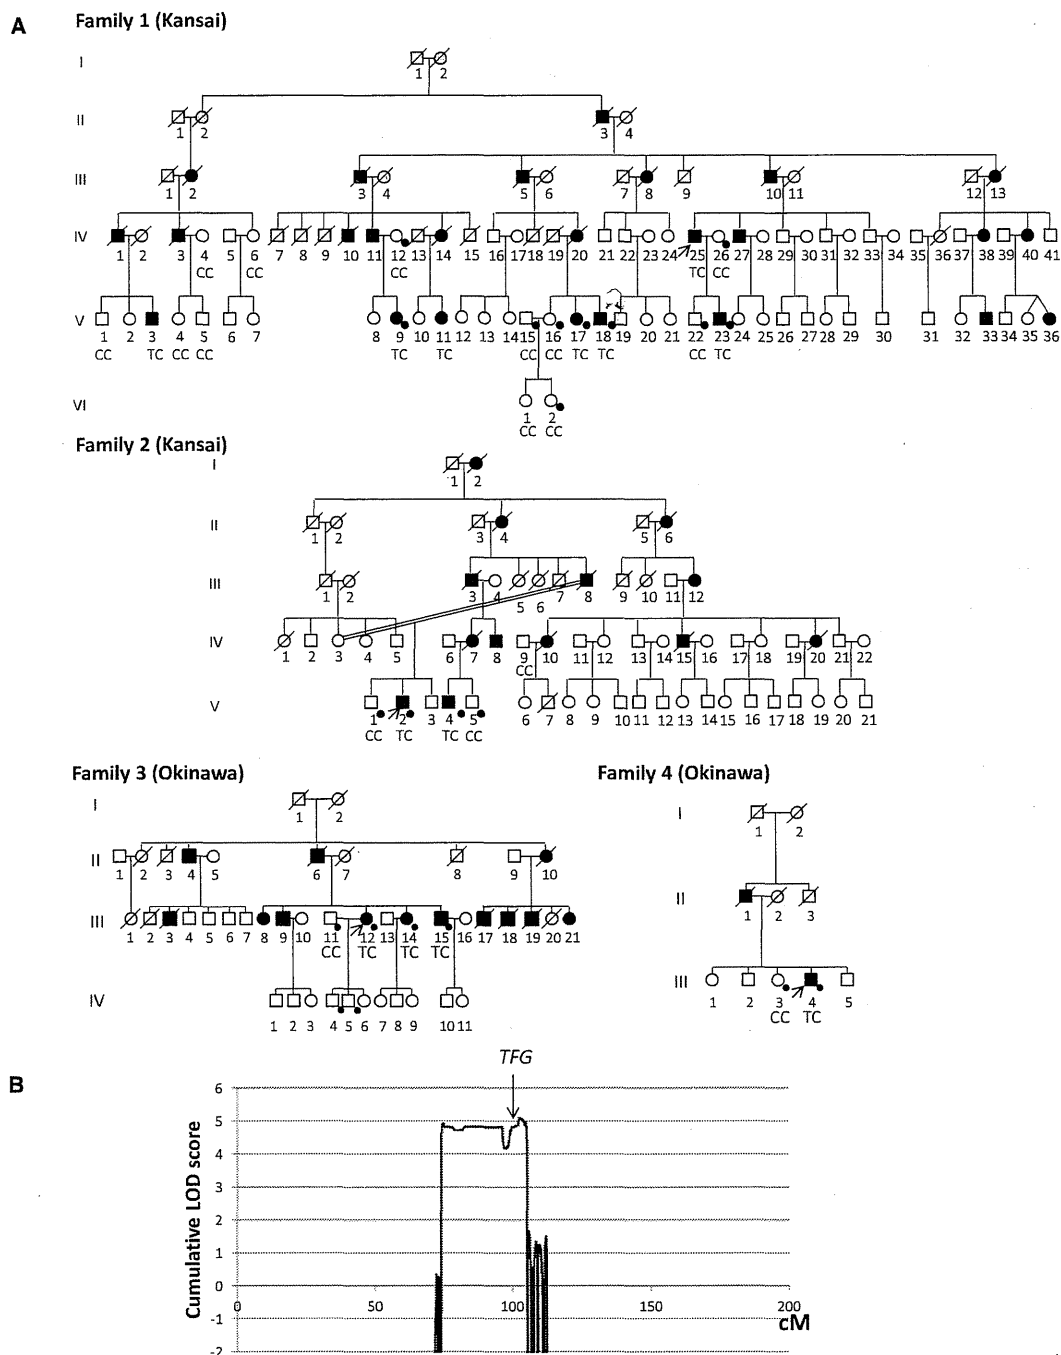 A
Family 1 (Kansai)
I
1 2
II
1 2 3 4
III
1 2 3 4 5 6 7 8 9 10 11 12 13
IV
1 2 3 4 5 6 7 8 9 10 11 12 13 14 15 16 17 18 19 20 21 22 23 24 25 26 27 28 29 30 31 32 33 34 35 36 37 38 39 40 41
CC CC CC TC CC
V
1 2 3 4 5 6 7 8 9 10 11 12 13 14 15 16 17 18 19 20 21 22 23 24 25 26 27 28 29 30 31 32 33 34 35 36
CC TC CC CC TC TC CC CC TC TC CC TC
VI
1 2
CC CC
Family 2 (Kansai)
I
1 2
II
1 2 3 4 5 6
III
1 2 3 4 5 6 7 8 9 10 11 12
IV
1 2 3 4 5 6 7 8 9 10 11 12 13 14 15 16 17 18 19 20 21 22
CC
V
1 2 3 4 5 6 7 8 9 10 11 12 13 14 15 16 17 18 19 20 21
CC TC TC CC
Family 3 (Okinawa)
I
1 2
II
1 2 3 4 5 6 7 8 9 10
III
1 2 3 4 5 6 7 8 9 10 11 12 13 14 15 16 17 18 19 20 21
CC TC TC TC
IV
1 2 3 4 5 6 7 8 9 10 11
Family 4 (Okinawa)
I
1 2
II
1 2 3
III
1 2 3 4 5
CC TC
B
TFG
Cumulative LOD score
6
5
4
3
2
1
0
-1
-2
0 50 100 150 200
cM